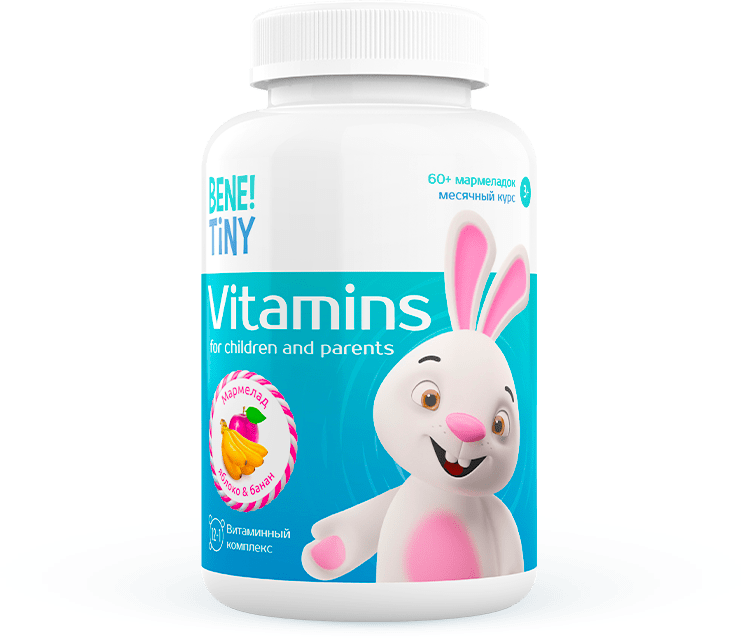 BENE!
TiNY
60+ мармеладок
месячный курс
3+
Vitamins
for children and parents
Мармелад
яблоко & банан
12-1
Витаминный
комплекс